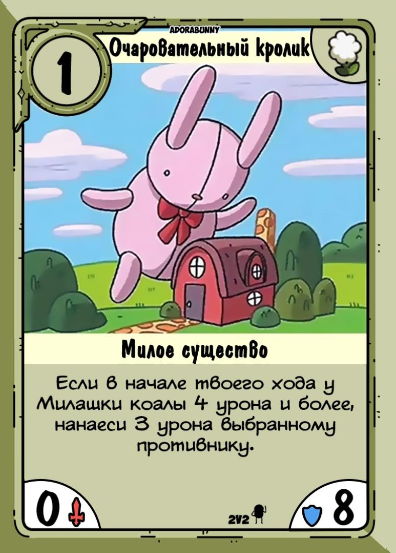 ADORABUNNY
Очаровательный кролик
1
Милое существо
Если в начале твоего хода у
Милашки коалы 4 урона и более,
нанаеси 3 урона выбранному
противнику.
0
2V2
8